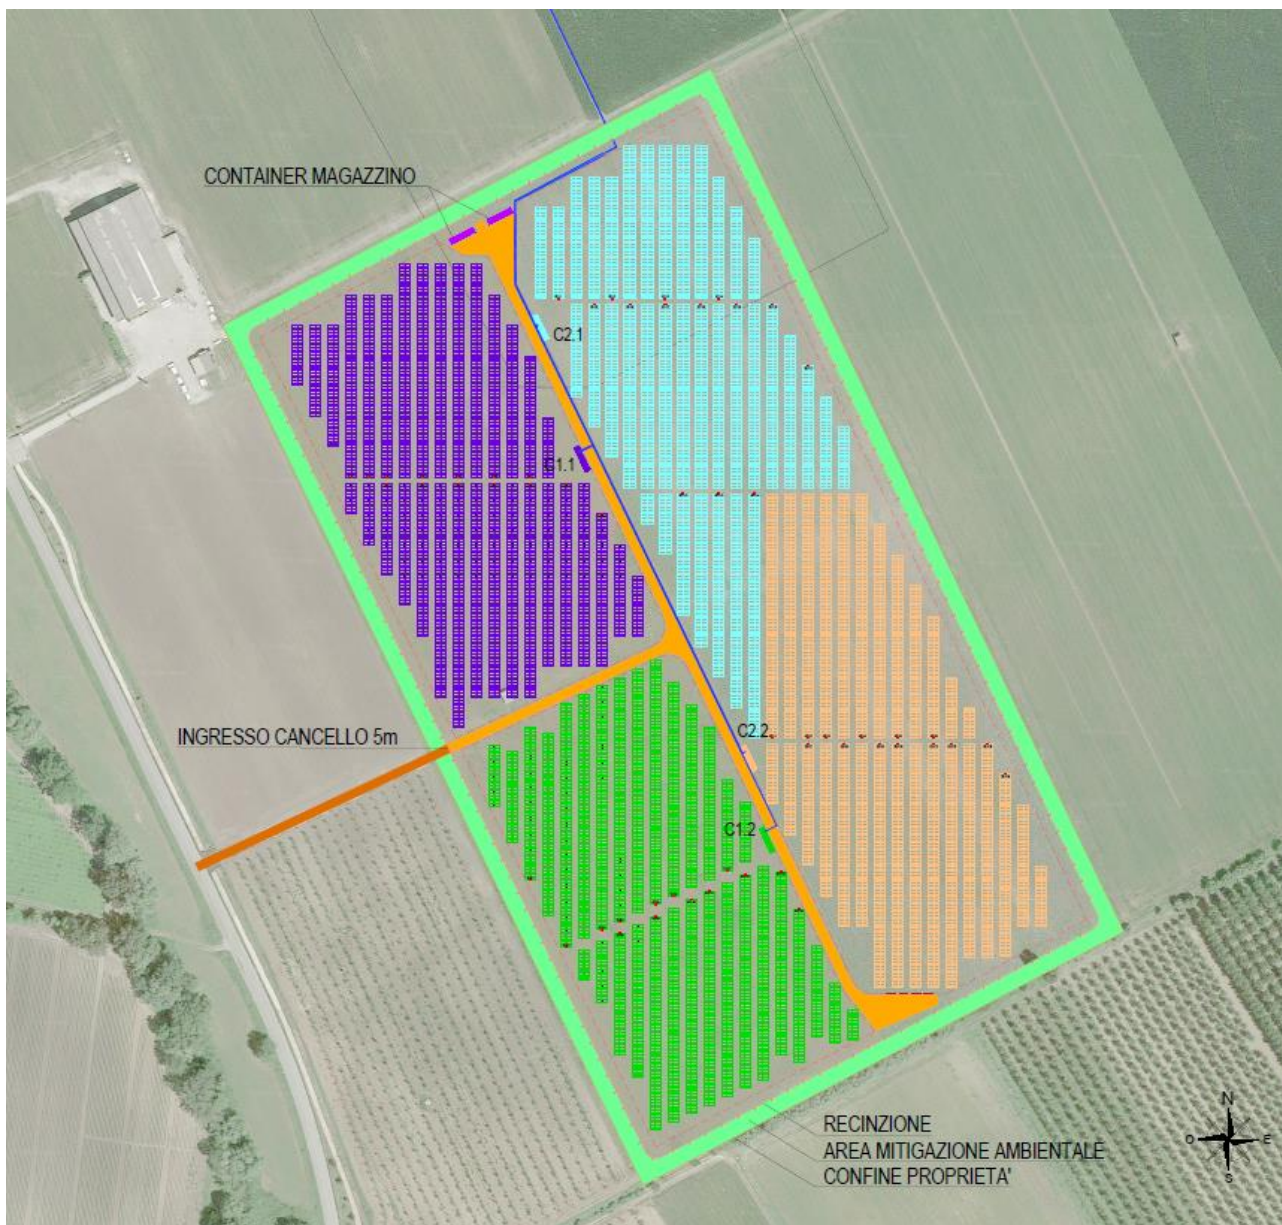 CONTAINER MAGAZZINO
C2.1
C1.1
INGRESSO CANCELLO 5m
C2.2
C1.2
RECINZIONE
AREA MITIGAZIONE AMBIENTALE
CONFINE PROPRIETA'
N
O E
S